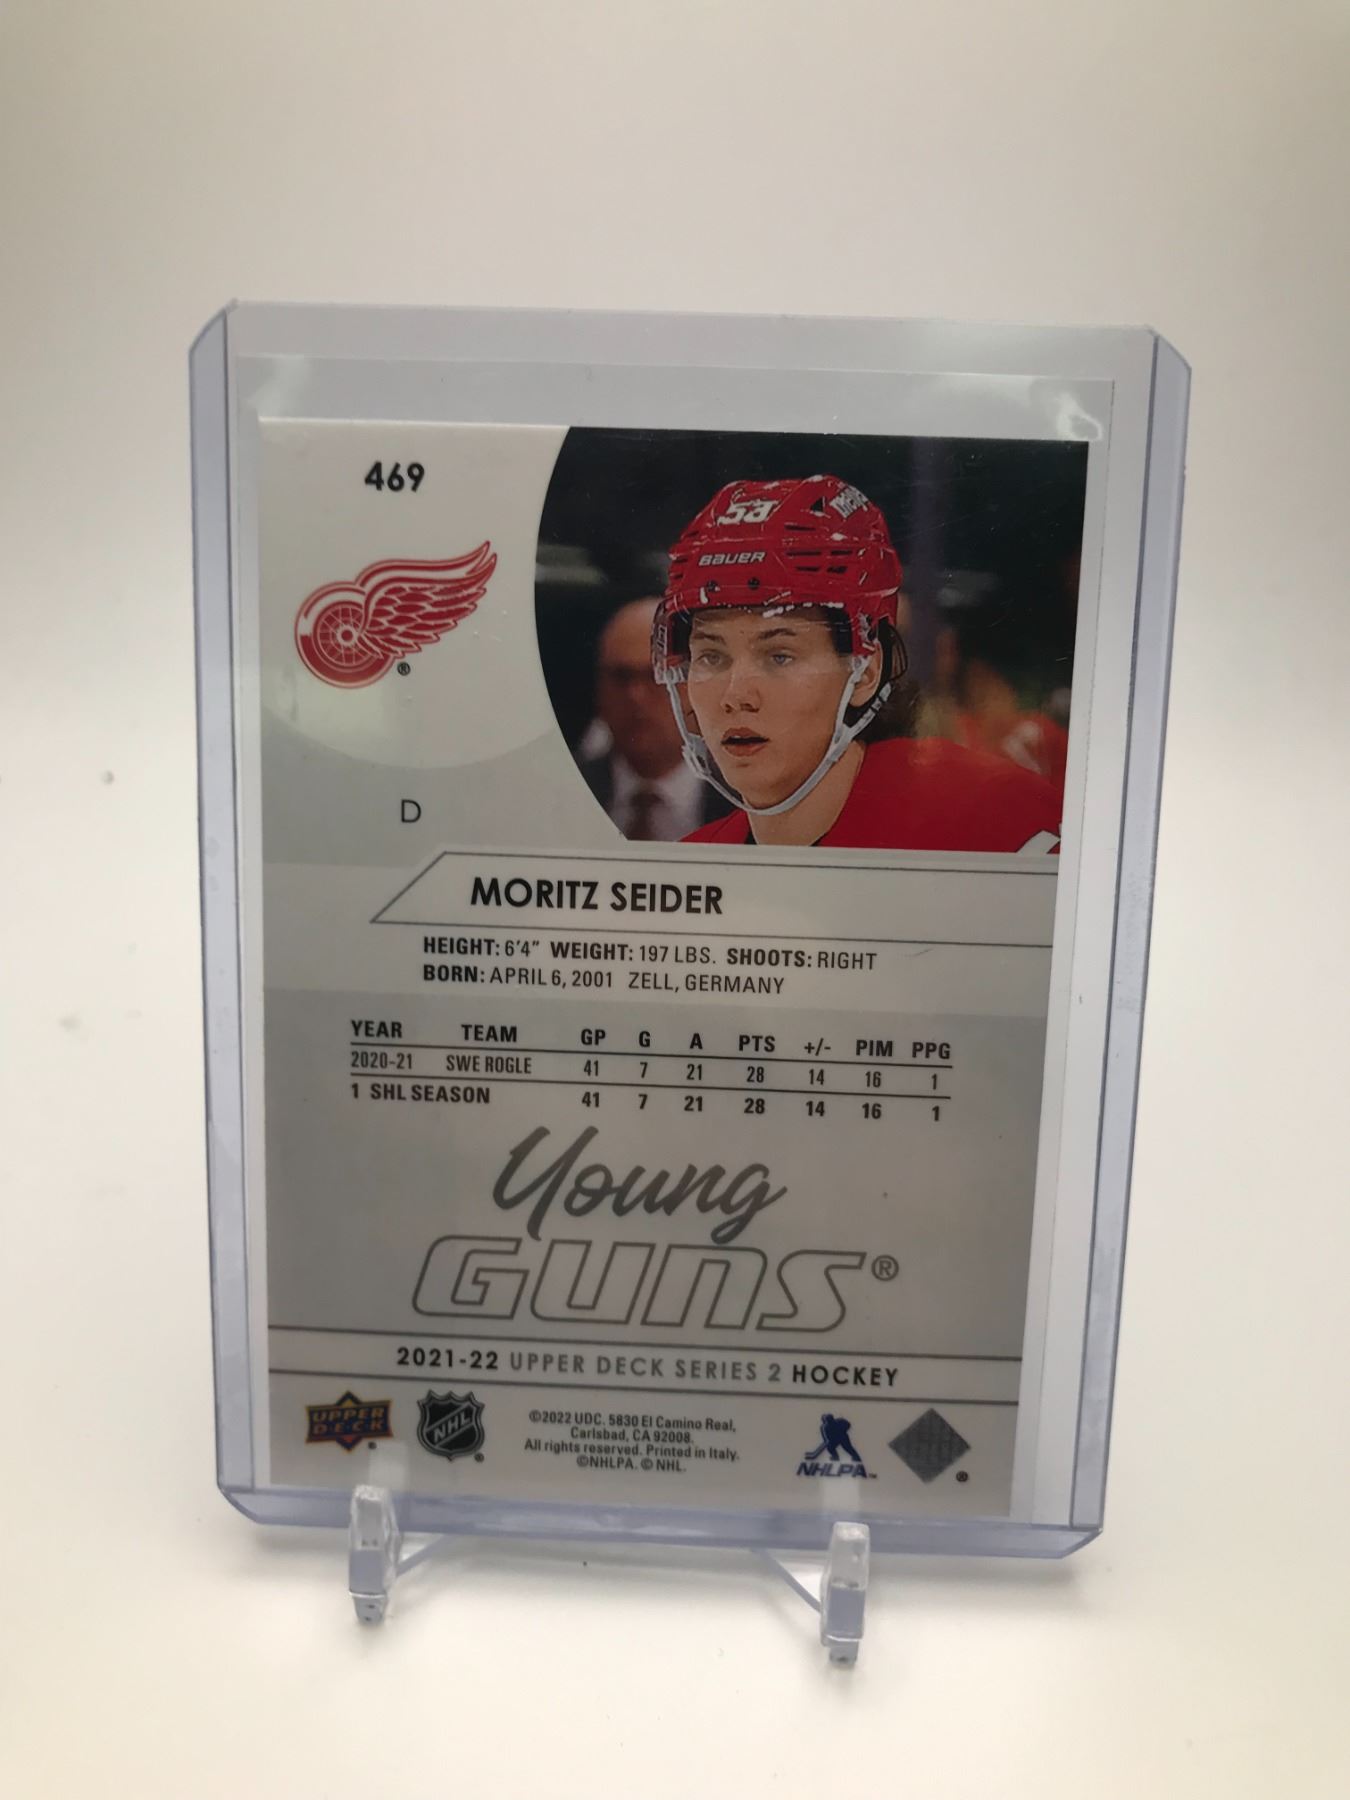 469
58
BAUER
®
D
MORITZ SEIDER
HEIGHT: 6'4" WEIGHT: 197 LBS. SHOOTS: RIGHT
BORN: APRIL 6, 2001 ZELL, GERMANY
YEAR TEAM GP G A PTS +/- PIM PPG
2020-21 SWE ROGLE 41 7 21 28 14 16 1
1 SHL SEASON 41 7 21 28 14 16 1
Young
GUNS®
2021-22 UPPER DECK SERIES 2 HOCKEY
UPPER
D·E·C·K
®
NHL
®
©2022 UDC. 5830 El Camino Real,
Carlsbad, CA 92008.
All rights reserved. Printed in Italy.
©NHLPA. © NHL.
NHLPA™
®